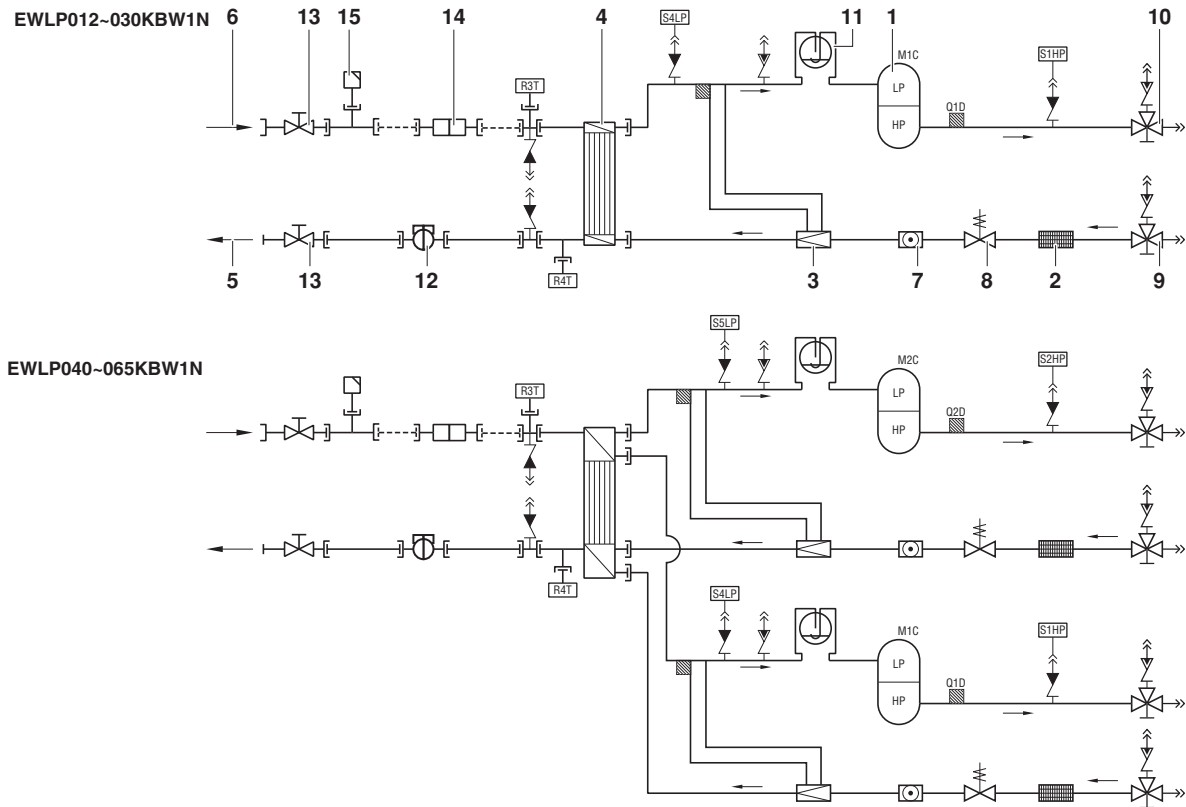 EWLP012~030KBW1N 6 13 15 14 4 11 1 10
S4LP
M1C
S1HP
R3T
LP
Q1D
HP
R4T
5 13 12 3 7 8 2 9
EWLP040~065KBW1N
S5LP
M2C
S2HP
R3T
LP
Q2D
HP
R4T
S4LP
M1C
S1HP
LP
Q1D
HP